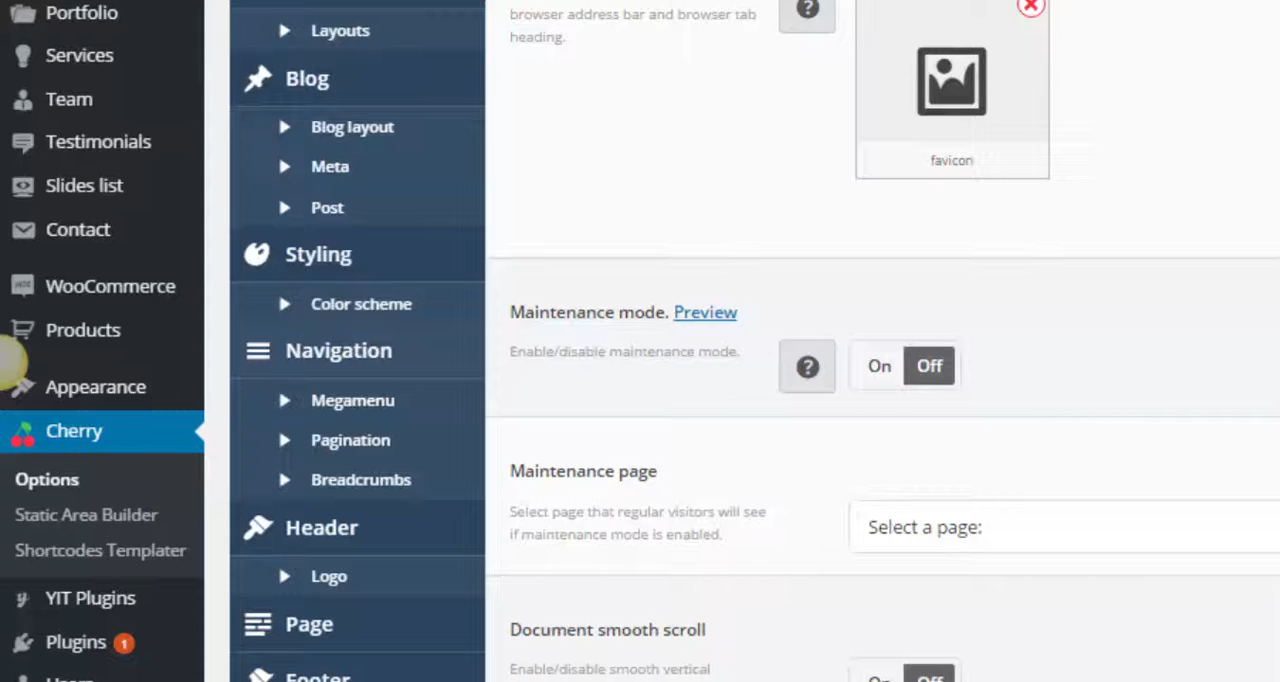 Portfolio
Services
Team
Testimonials
Slides list
Contact
WooCommerce
Products
Appearance
Cherry
Options
Static Area Builder
Shortcodes Templater
YIT Plugins
Plugins 1
Layouts
Blog
Blog layout
Meta
Post
Styling
Color scheme
Navigation
Megamenu
Pagination
Breadcrumbs
Header
Logo
Page
Footer
browser address bar and browser tab
heading.
?
favicon
Maintenance mode. Preview
Enable/disable maintenance mode.
?
On Off
Maintenance page
Select page that regular visitors will see
if maintenance mode is enabled.
Select a page:
Document smooth scroll
Enable/disable smooth vertical
On Off